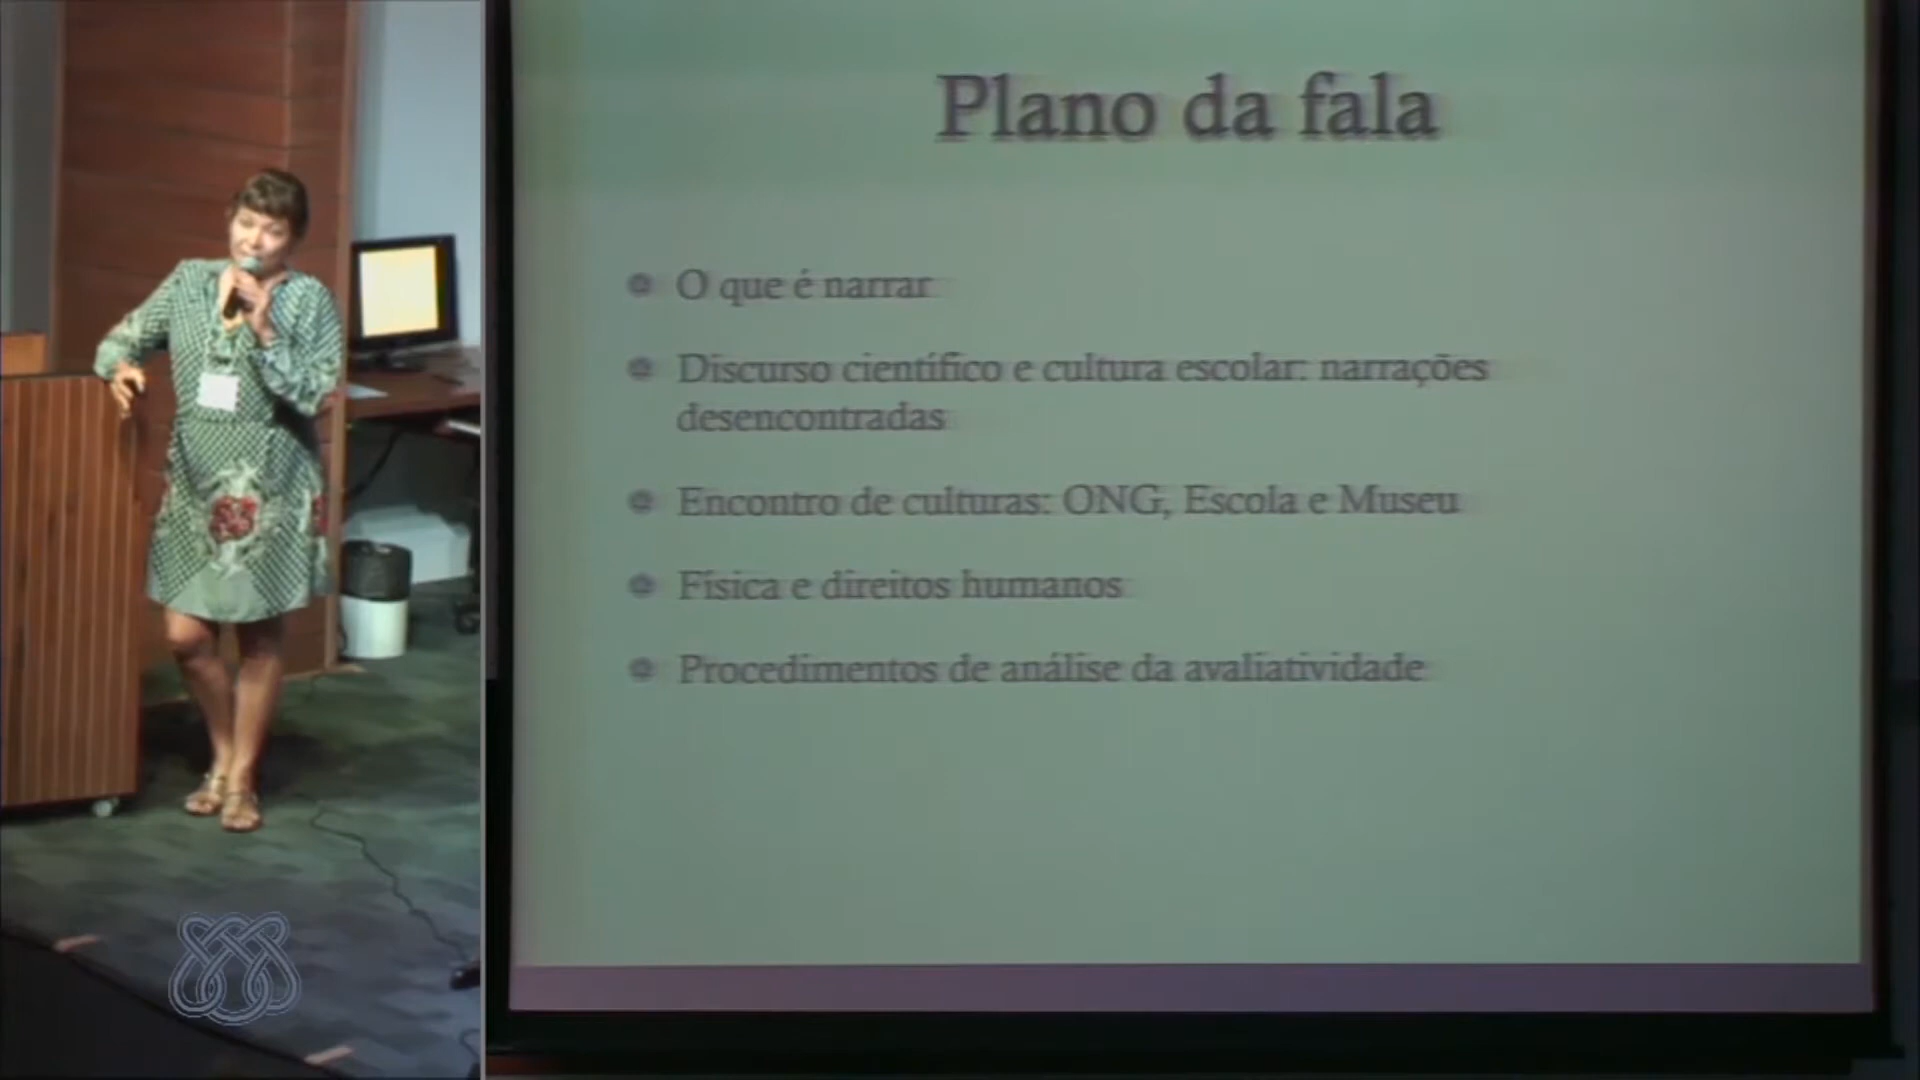 Plano da fala
O que é narrar
Discurso científico e cultura escolar: narrações
desencontradas
Encontro de culturas: ONG, Escola e Museu
Física e direitos humanos
Procedimentos de análise da avaliatividade